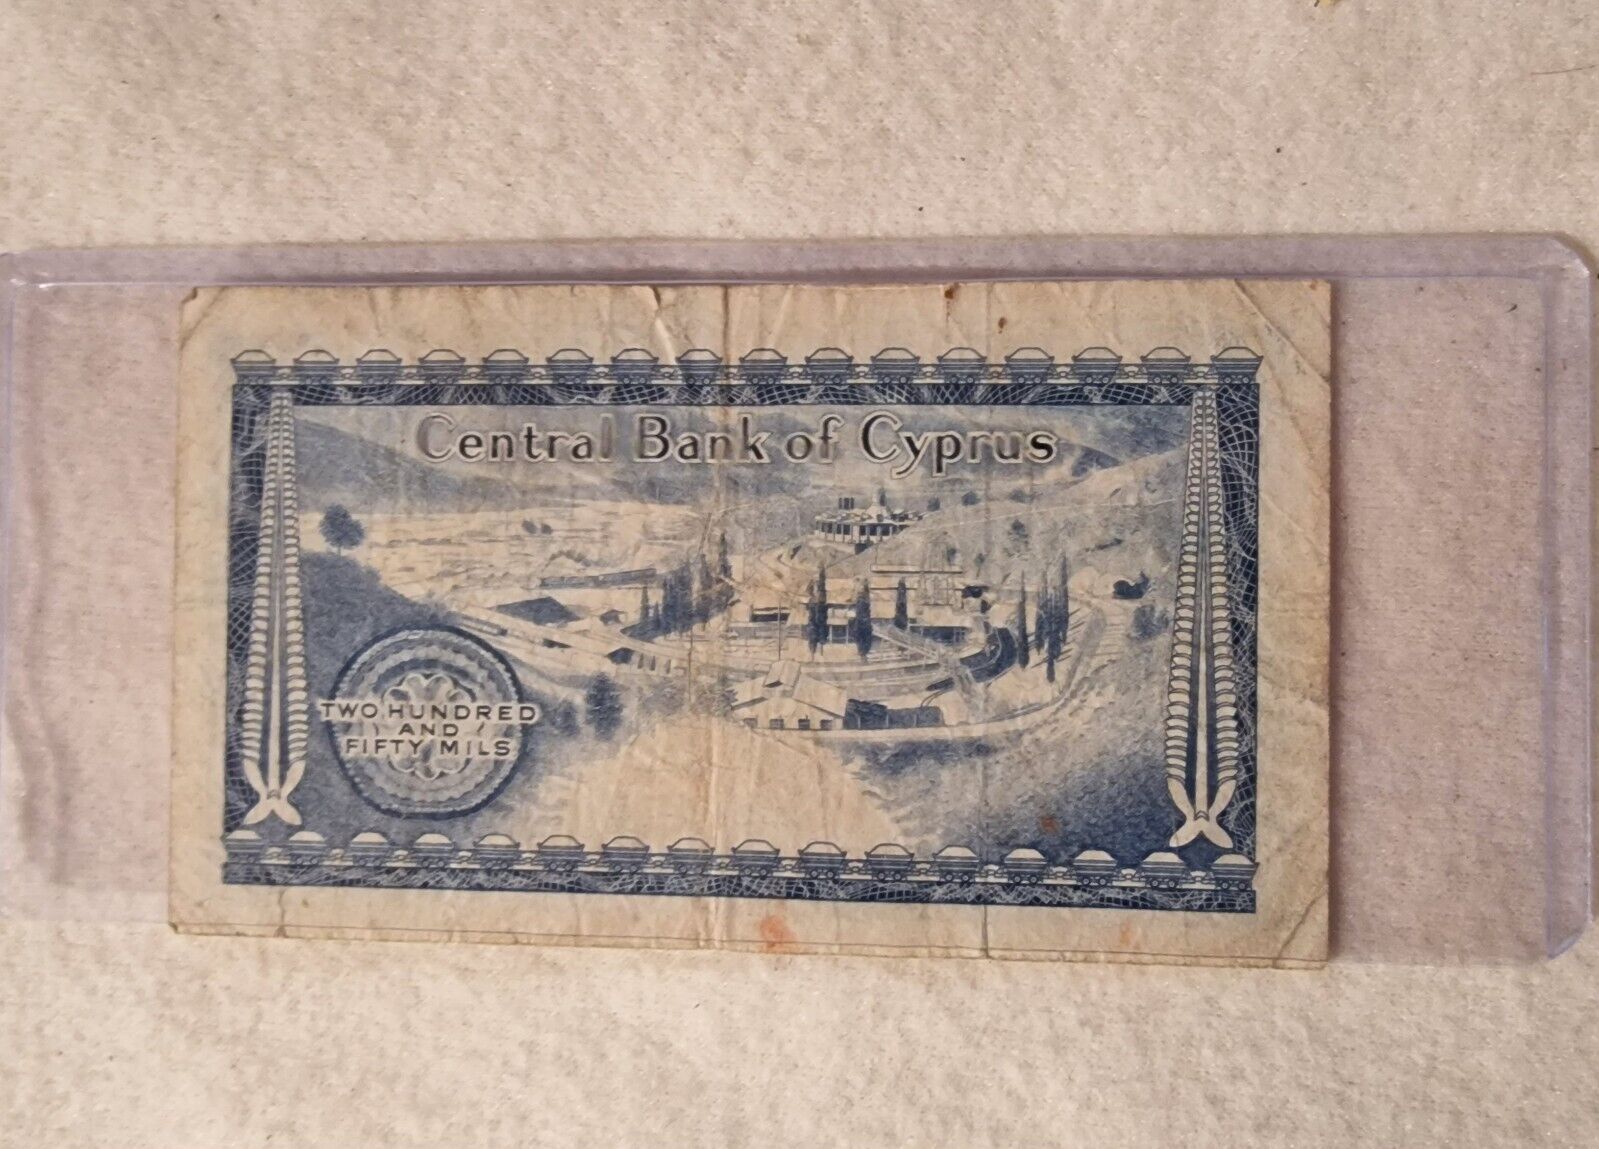 Central Bank of Cyprus
TWO HUNDRED
AND
FIFTY MILS